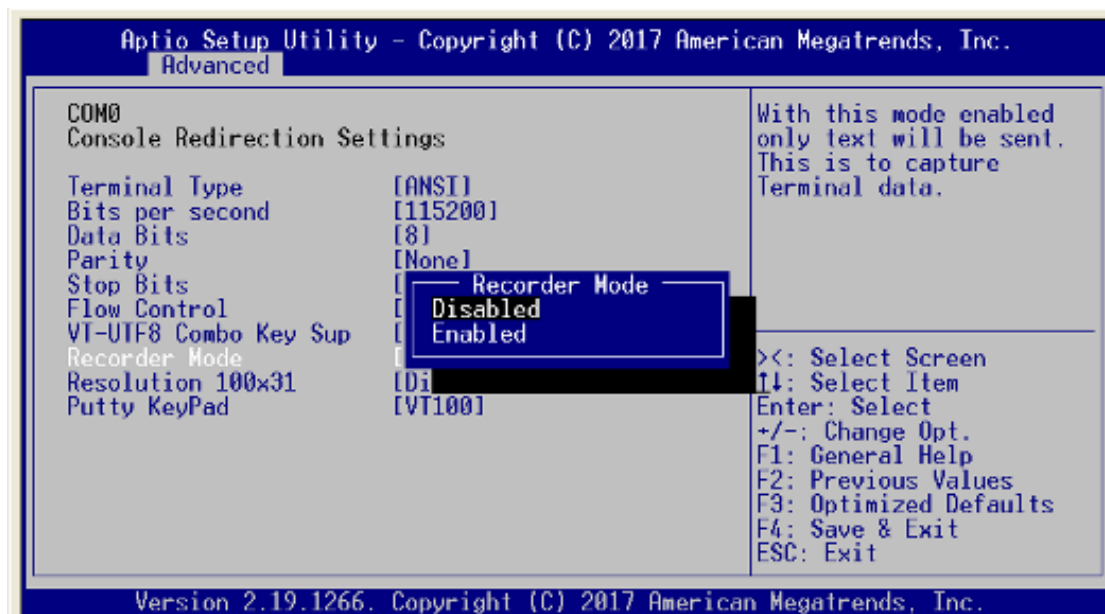 Aptio Setup Utility - Copyright (C) 2017 American Megatrends, Inc.
Advanced
COM0
Console Redirection Settings
Terminal Type [ANSI]
Bits per second [115200]
Data Bits [8]
Parity [None]
Stop Bits [
Flow Control [
VT-UTF8 Combo Key Sup [
Recorder Mode [
Resolution 100x31 [Di
Putty KeyPad [VT100]
Recorder Mode
Disabled
Enabled
With this mode enabled
only text will be sent.
This is to capture
Terminal data.
><: Select Screen
↑↓: Select Item
Enter: Select
+/-: Change Opt.
F1: General Help
F2: Previous Values
F3: Optimized Defaults
F4: Save & Exit
ESC: Exit
Version 2.19.1266. Copyright (C) 2017 American Megatrends, Inc.